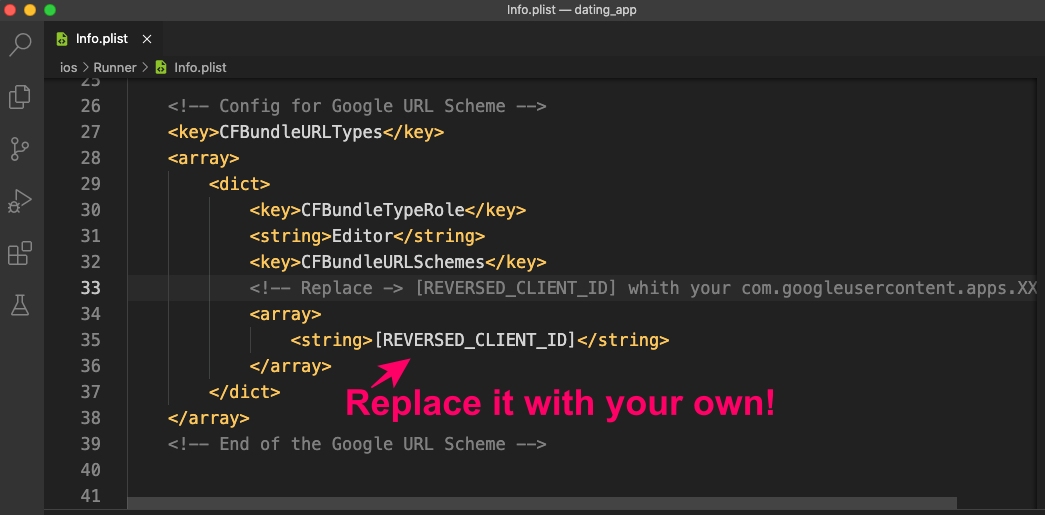 Info.plist — dating_app
Info.plist ×
ios > Runner > Info.plist
25
26 <!-- Config for Google URL Scheme -->
27 <key>CFBundleURLTypes</key>
28 <array>
29 <dict>
30 <key>CFBundleTypeRole</key>
31 <string>Editor</string>
32 <key>CFBundleURLSchemes</key>
33 <!-- Replace -> [REVERSED_CLIENT_ID] whith your com.googleusercontent.apps.XX
34 <array>
35 <string>[REVERSED_CLIENT_ID]</string>
36 </array>
Replace it with your own!
37 </dict>
38 </array>
39 <!-- End of the Google URL Scheme -->
40
41